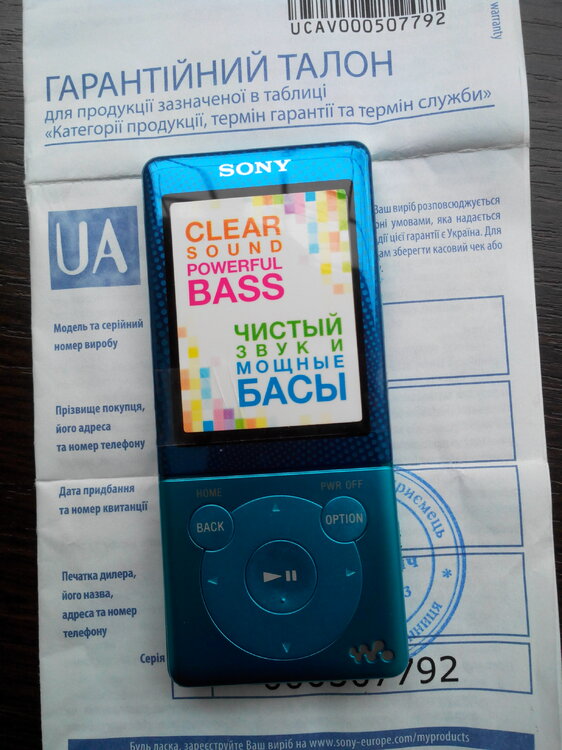 UCAV000507792
warranty
ГАРАНТІЙНИЙ ТАЛОН
для продукції зазначеної в таблиці
«Категорії продукції, термін гарантії та термін служби»
SONY
CLEAR
SOUND
POWERFUL
BASS
ЧИСТЫЙ
ЗВУК И
МОЩНЫЕ
БАСЫ
UA
Ваш виріб розповсюджується
умовами, яка надається
дії цієї гарантії є Україна. Для
зберегти касовий чек або
Модель та серійний
номер виробу
Прізвище покупця,
його адреса
та номер телефону
Дата придбання
та номер квитанції
HOME
PWR OFF
BACK
OPTION
Печатка дилера,
його назва,
адреса та номер
телефону
Серія
792
Будь ласка, зареєструйте Ваш виріб на www.sony-europe.com/myproducts